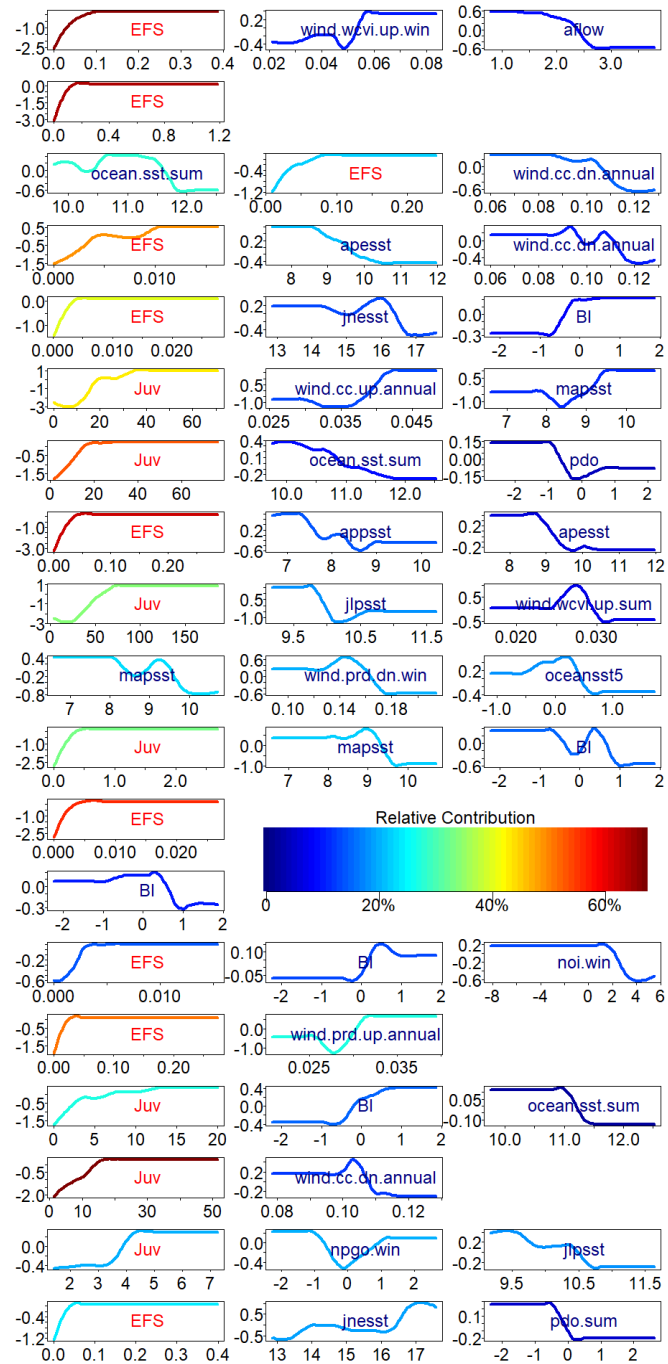 -1.0
-2.5
EFS
0.0 0.1 0.2 0.3 0.4
0.2
-0.4
wind.wcvi.up.win
0.02 0.04 0.06 0.08
0.6
0.0
-0.6
aflow
1.0 2.0 3.0
0.0
-1.5
-3.0
EFS
0.0 0.4 0.8 1.2
0.0
-0.6
ocean.sst.sum
10.0 11.0 12.0
-0.4
-1.2
EFS
0.00 0.10 0.20
0.0
-0.6
wind.cc.dn.annual
0.06 0.08 0.10 0.12
0.5
-0.5
-1.5
EFS
0.000 0.010
0.2
-0.4
apesst
8 9 10 11 12
0.0
-0.4
wind.cc.dn.annual
0.06 0.08 0.10 0.12
0.0
-1.0
EFS
0.000 0.010 0.020
0.2
-0.4
jnesst
13 14 15 16 17
0.0
-0.3
BI
-2 -1 0 1 2
1
-1
-3
Juv
0 20 40 60
0.5
-1.0
wind.cc.up.annual
0.025 0.035 0.049
0.5
-1.0
mapsst
7 8 9 10
-0.5
-1.5
Juv
0 20 40 60
0.4
0.2
-0.2
ocean.sst.sum
10.0 11.0 12.0
0.15
0.00
-0.15
pdo
-2 -1 0 1 2
-1.0
-3.0
EFS
0.00 0.10 0.20
0.2
-0.6
appsst
7 8 9 10
0.2
-0.2
apesst
8 9 10 11 12
1
-1
-3
Juv
0 50 100 150
0.0
-1.0
jlpsst
9.5 10.5 11.5
0.5
-0.5
wind.wcvi.up.sum
0.020 0.030
0.4
-0.2
-0.8
mapsst
7 8 9 10
0.2
-0.6
wind.prd.dn.win
0.10 0.14 0.18
0.2
-0.4
oceansst5
-1.0 0.0 1.0
-1.0
-2.5
Juv
0.0 1.0 2.0
0.0
-1.0
mapsst
7 8 9 10
0.0
-0.6
BI
-2 -1 0 1 2
-1.0
-2.5
EFS
0.000 0.010 0.020
Relative Contribution
0 20% 40% 60%
0.0
-0.3
BI
-2 -1 0 1 2
-0.2
-0.6
EFS
0.000 0.010
0.10
-0.05
BI
-2 -1 0 1 2
0.2
-0.2
-0.6
noi.win
-8 -4 0 2 4 6
-0.5
-1.5
EFS
0.00 0.10 0.20
0.0
-1.0
wind.prd.up.annual
0.025 0.035
-0.5
-1.5
Juv
0 5 10 15 20
0.4
0.0
-0.4
BI
-2 -1 0 1 2
0.05
-0.10
ocean.sst.sum
10.0 11.0 12.0
-0.5
-2.0
Juv
0 10 20 30 40 50
0.2
-0.2
wind.cc.dn.annual
0.08 0.10 0.12
0.0
Juv
2 3 4 5 6 7
0.0
-0.5
npgo.win
-2 -1 0 1 2 3
0.2
-0.2
jlpsst
9.5 10.5 11.5
-0.4
-1.2
EFS
0.0 0.1 0.2 0.3 0.4
0.5
-0.5
jnesst
13 14 15 16 17
0.1
-0.2
pdo.sum
-2 -1 0 1 2